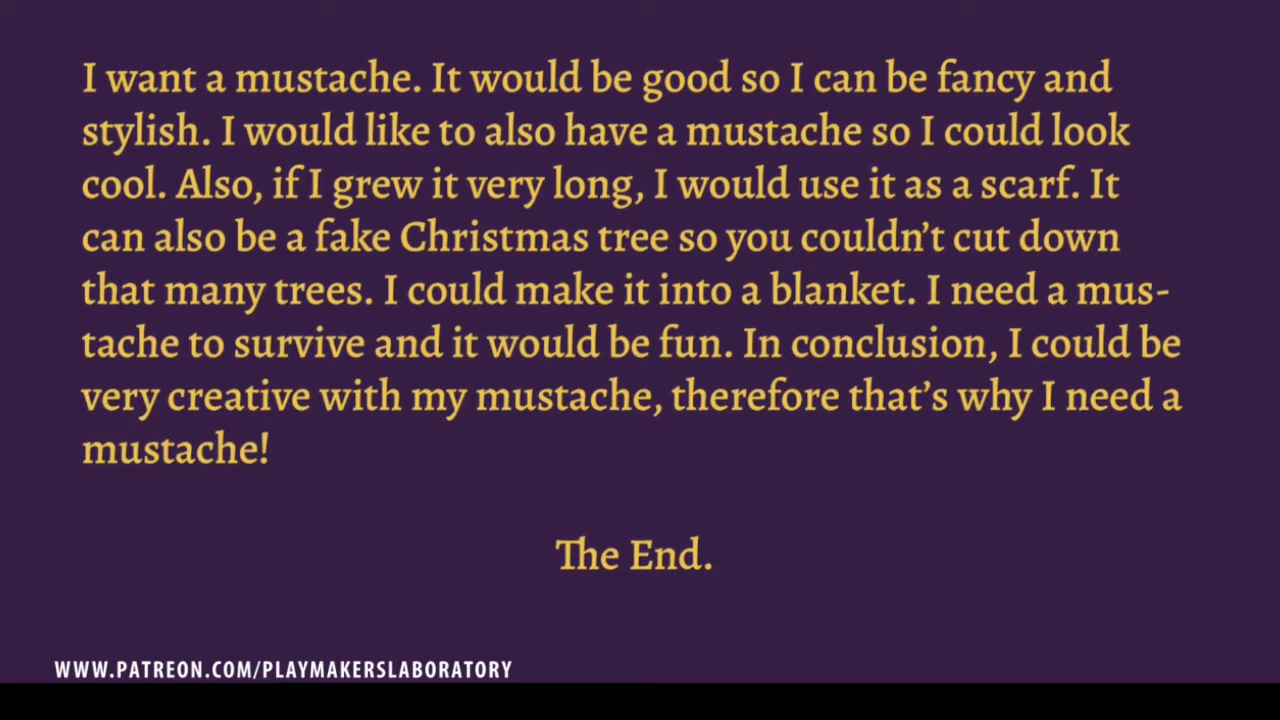 I want a mustache. It would be good so I can be fancy and
stylish. I would like to also have a mustache so I could look
cool. Also, if I grew it very long, I would use it as a scarf. It
can also be a fake Christmas tree so you couldn’t cut down
that many trees. I could make it into a blanket. I need a mus-
tache to survive and it would be fun. In conclusion, I could be
very creative with my mustache, therefore that’s why I need a
mustache!
The End.
WWW.PATREON.COM/PLAYMAKERSLABORATORY